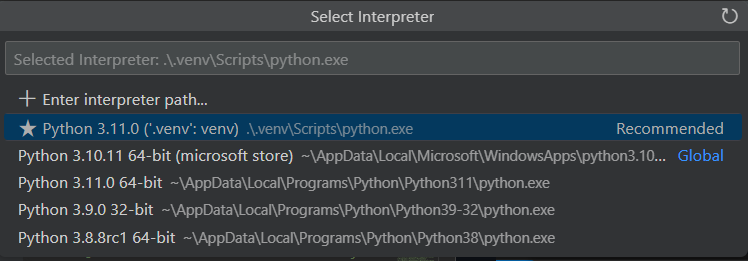 Select Interpreter
Selected Interpreter: .\.venv\Scripts\python.exe
Enter interpreter path...
Python 3.11.0 ('.venv': venv) .\.venv\Scripts\python.exe Recommended
Python 3.10.11 64-bit (microsoft store) ~\AppData\Local\Microsoft\WindowsApps\python3.10... Global
Python 3.11.0 64-bit ~\AppData\Local\Programs\Python\Python311\python.exe
Python 3.9.0 32-bit ~\AppData\Local\Programs\Python\Python39-32\python.exe
Python 3.8.8rc1 64-bit ~\AppData\Local\Programs\Python\Python38\python.exe